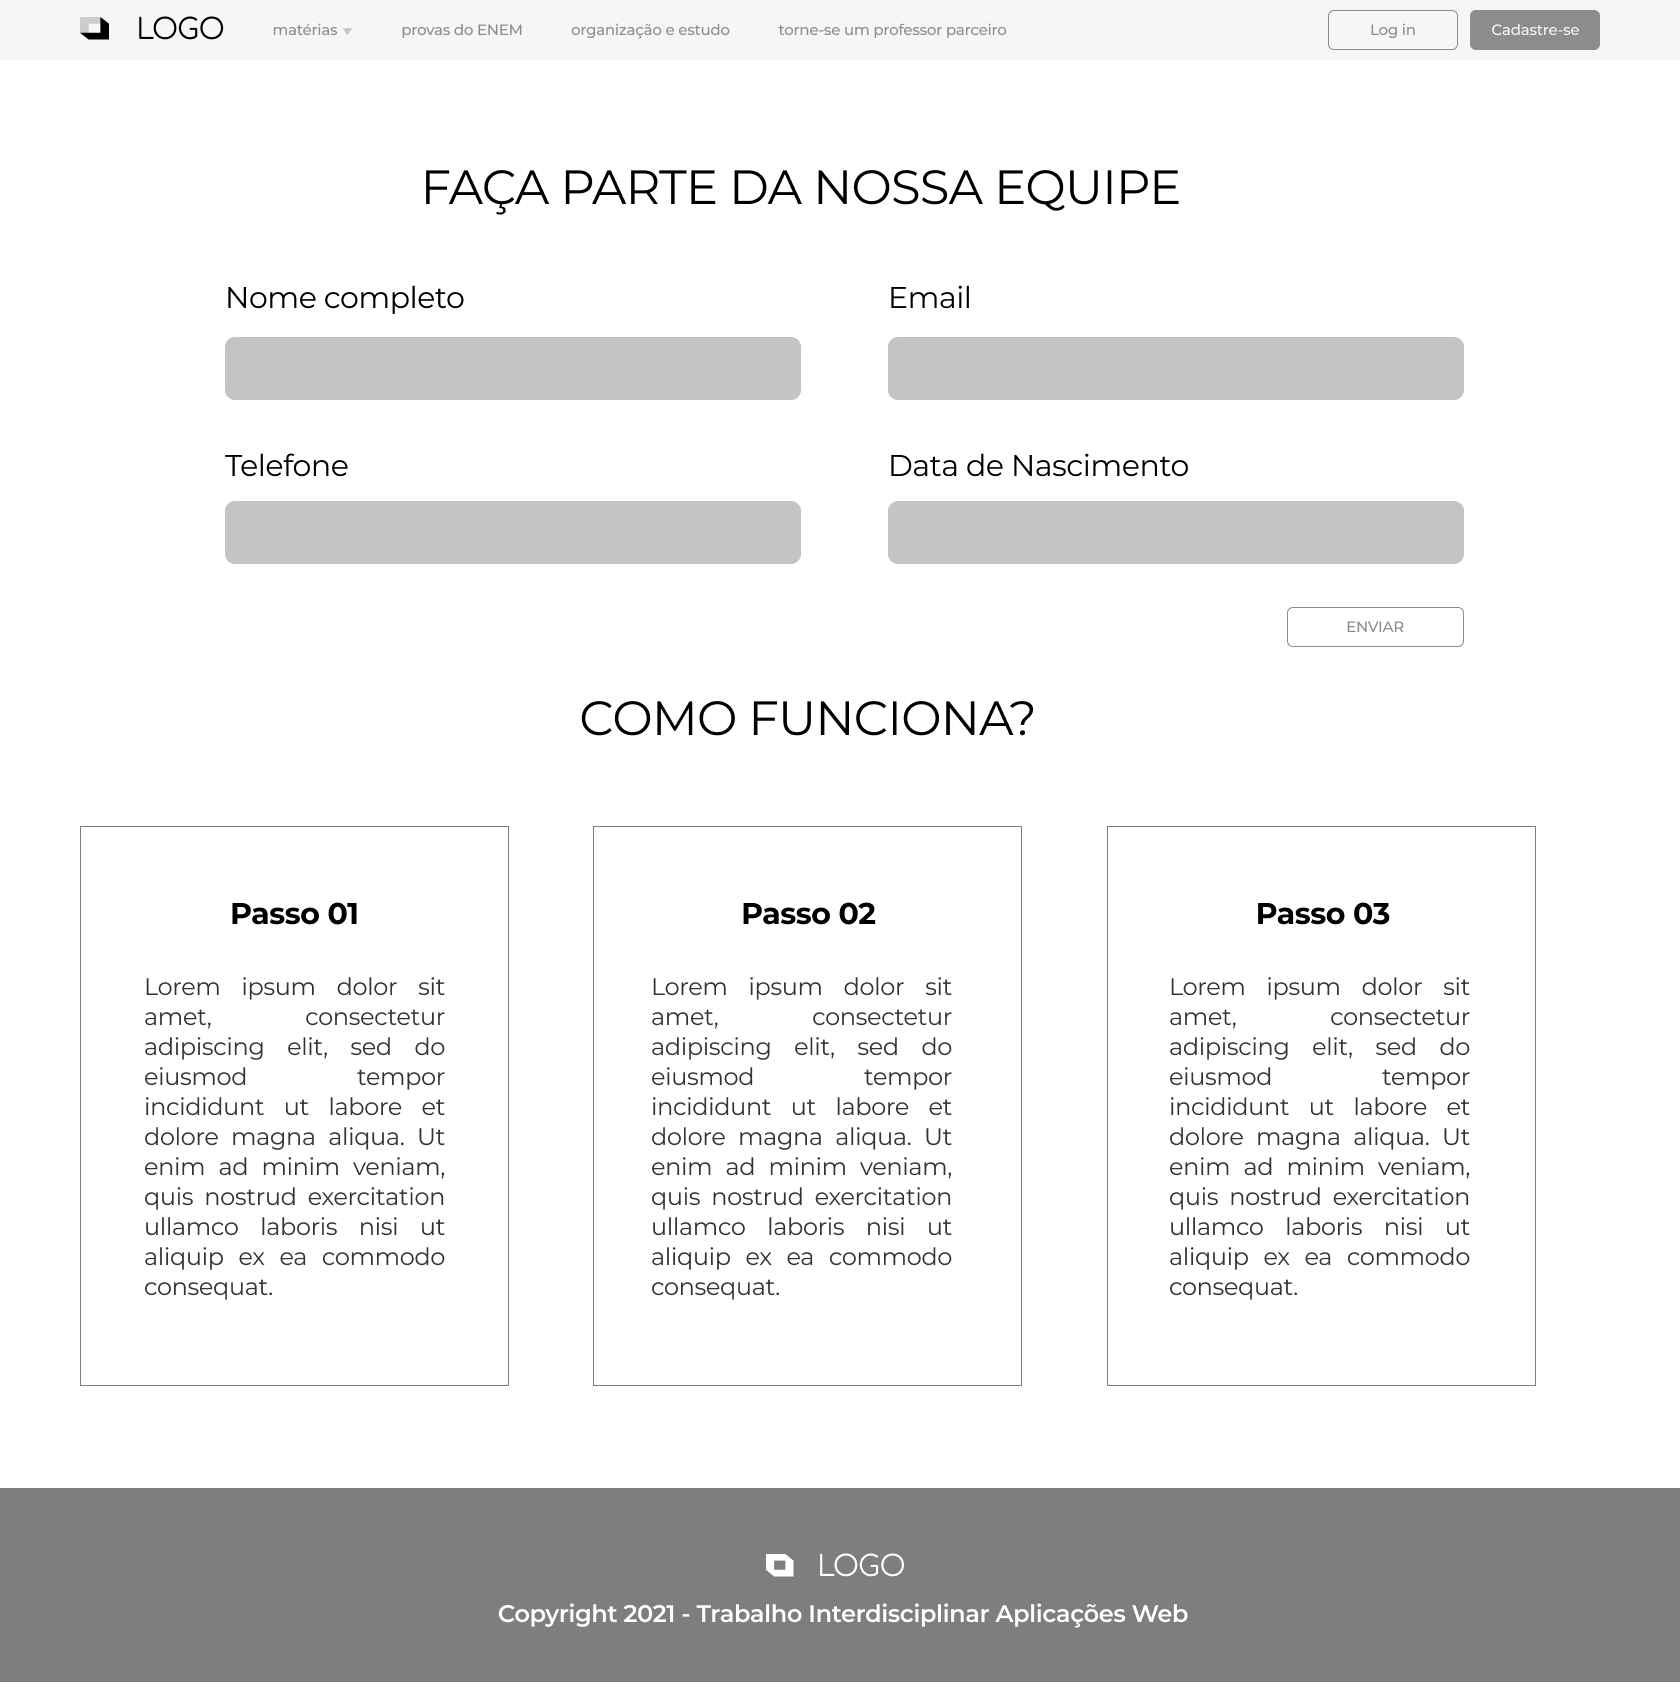 LOGO
matérias
provas do ENEM
organização e estudo
torne-se um professor parceiro
Log in
Cadastre-se
FAÇA PARTE DA NOSSA EQUIPE
Nome completo
Email
Telefone
Data de Nascimento
ENVIAR
COMO FUNCIONA?
Passo 01
Lorem ipsum dolor sit
amet, consectetur
adipiscing elit, sed do
eiusmod tempor
incididunt ut labore et
dolore magna aliqua. Ut
enim ad minim veniam,
quis nostrud exercitation
ullamco laboris nisi ut
aliquip ex ea commodo
consequat.
Passo 02
Lorem ipsum dolor sit
amet, consectetur
adipiscing elit, sed do
eiusmod tempor
incididunt ut labore et
dolore magna aliqua. Ut
enim ad minim veniam,
quis nostrud exercitation
ullamco laboris nisi ut
aliquip ex ea commodo
consequat.
Passo 03
Lorem ipsum dolor sit
amet, consectetur
adipiscing elit, sed do
eiusmod tempor
incididunt ut labore et
dolore magna aliqua. Ut
enim ad minim veniam,
quis nostrud exercitation
ullamco laboris nisi ut
aliquip ex ea commodo
consequat.
LOGO
Copyright 2021 - Trabalho Interdisciplinar Aplicações Web